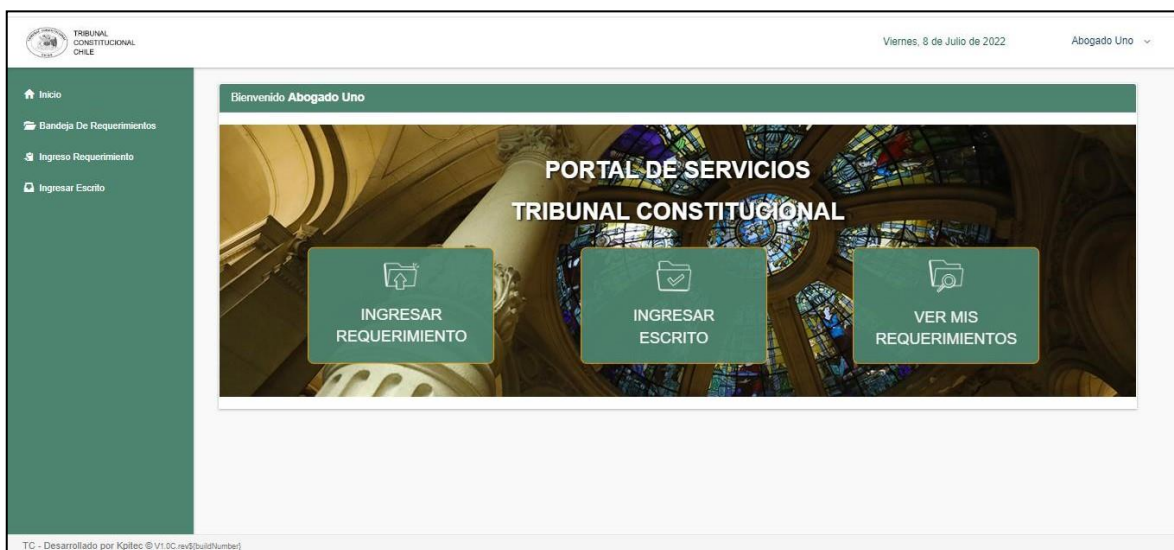 TRIBUNAL
CONSTITUCIONAL
CHILE
Viernes, 8 de Julio de 2022
Abogado Uno
Inicio
Bandeja De Requerimientos
Ingreso Requerimiento
Ingresar Escrito
Bienvenido Abogado Uno
PORTAL DE SERVICIOS
TRIBUNAL CONSTITUCIONAL
INGRESAR
REQUERIMIENTO
INGRESAR
ESCRITO
VER MIS
REQUERIMIENTOS
TC - Desarrollado por Kpitec © V1.0C.rev${buildNumber}